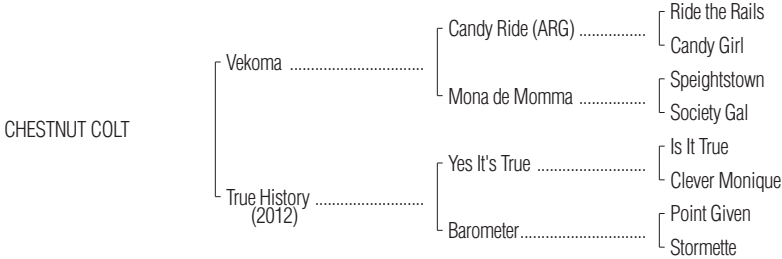 Ride the Rails
Candy Ride (ARG) ................
Candy Girl
Vekoma ................................
Speightstown
Mona de Momma ................
Society Gal
CHESTNUT COLT
Is It True
Yes It's True ..........................
Clever Monique
True History ..........................
(2012)
Point Given
Barometer..............................
Stormette